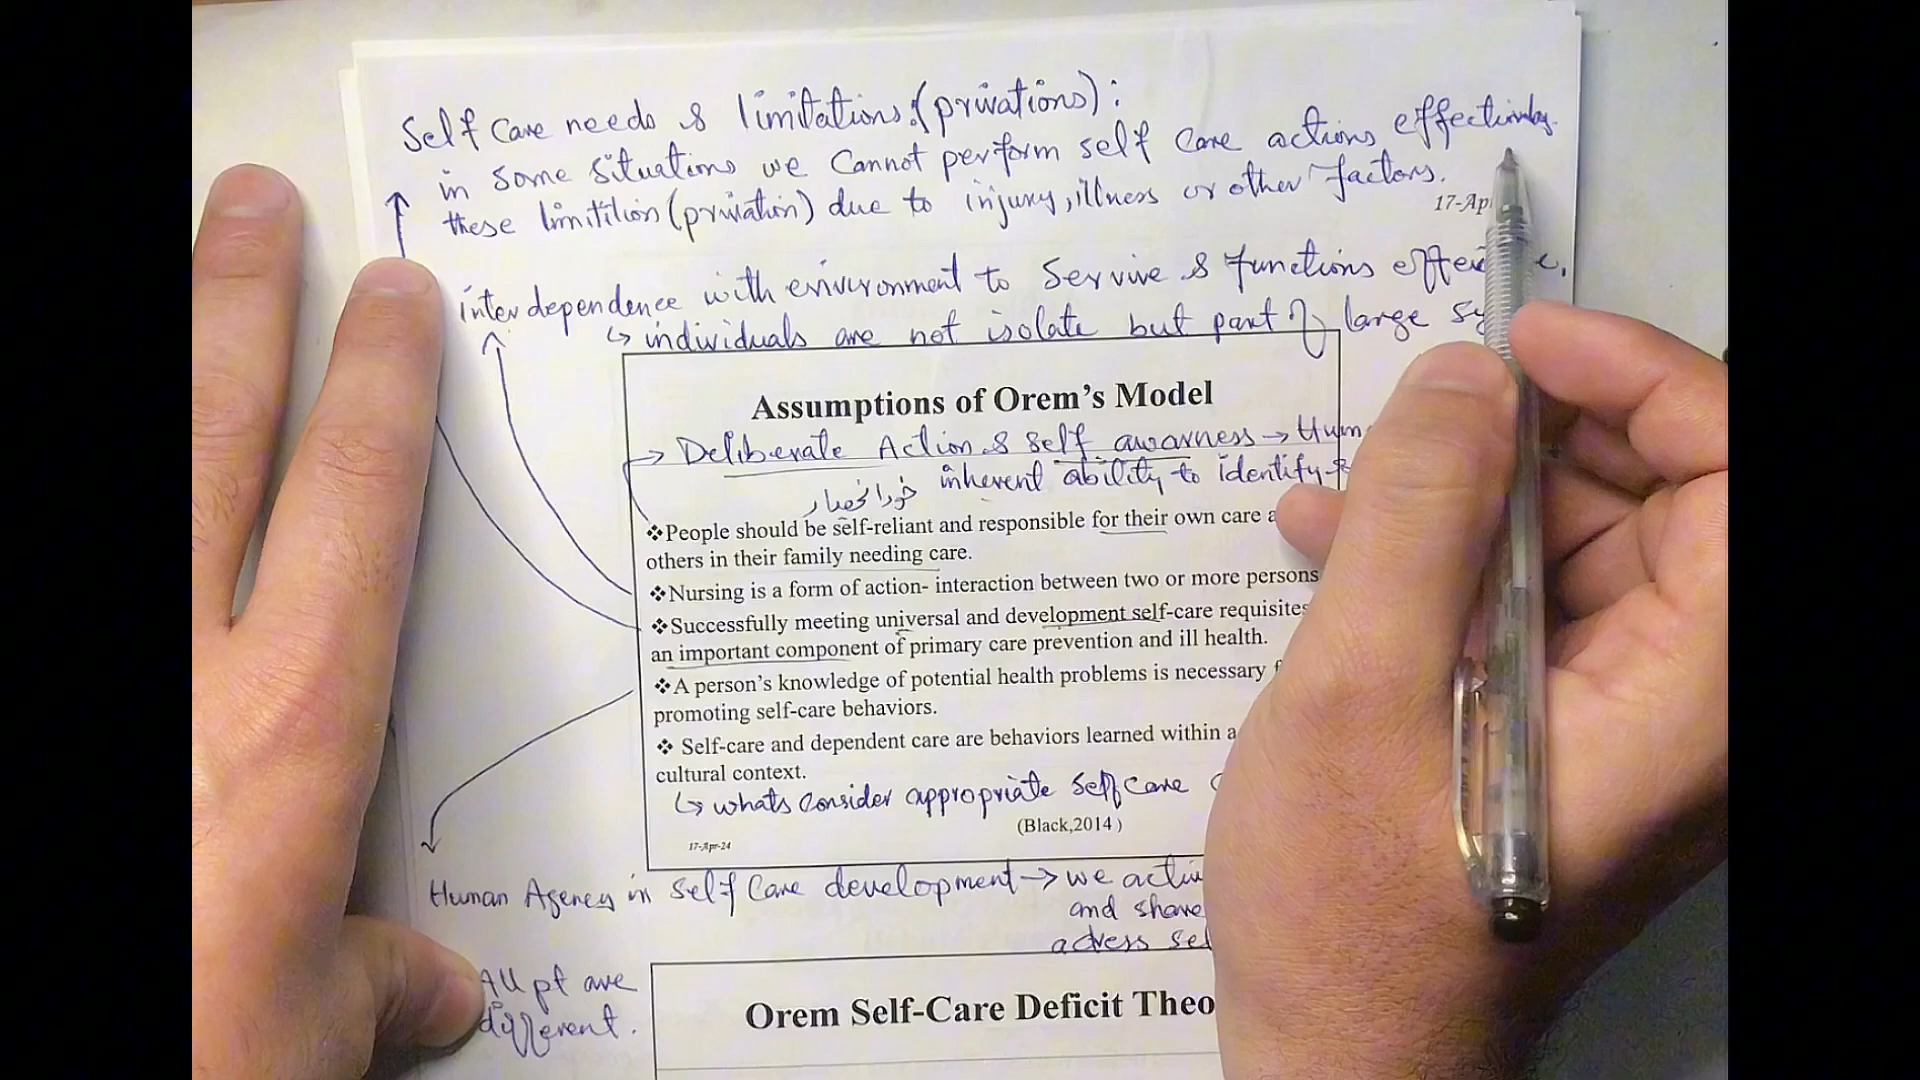 Self Care needs & limitations:(privations):
in some situations we cannot perform self care actions effectively.
these limitilion (privation) due to injury, illness or other factors.
17-Ap
inter dependence with environment to servive & functions
↳ individuals are not isolate but part of large sy
Assumptions of Orem's Model
→ Deliberate Action & self awarness → Hum
inherent ability to identify
❖People should be self-reliant and responsible for their own care a
others in their family needing care.
❖Nursing is a form of action- interaction between two or more persons
❖Successfully meeting universal and development self-care requisites
an important component of primary care prevention and ill health.
❖A person's knowledge of potential health problems is necessary f
promoting self-care behaviors.
❖ Self-care and dependent care are behaviors learned within a
cultural context.
↳ whats consider appropriate self care
(Black,2014 )
17-Apr-24
Human Agency in self Care development → we activ
and share
adress sel
All pt are
different.
Orem Self-Care Deficit Theo